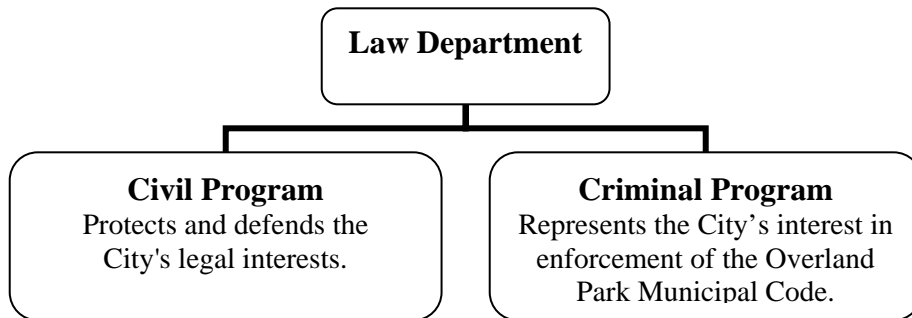 Law Department
Civil Program
Protects and defends the
City's legal interests.
Criminal Program
Represents the City’s interest in
enforcement of the Overland
Park Municipal Code.